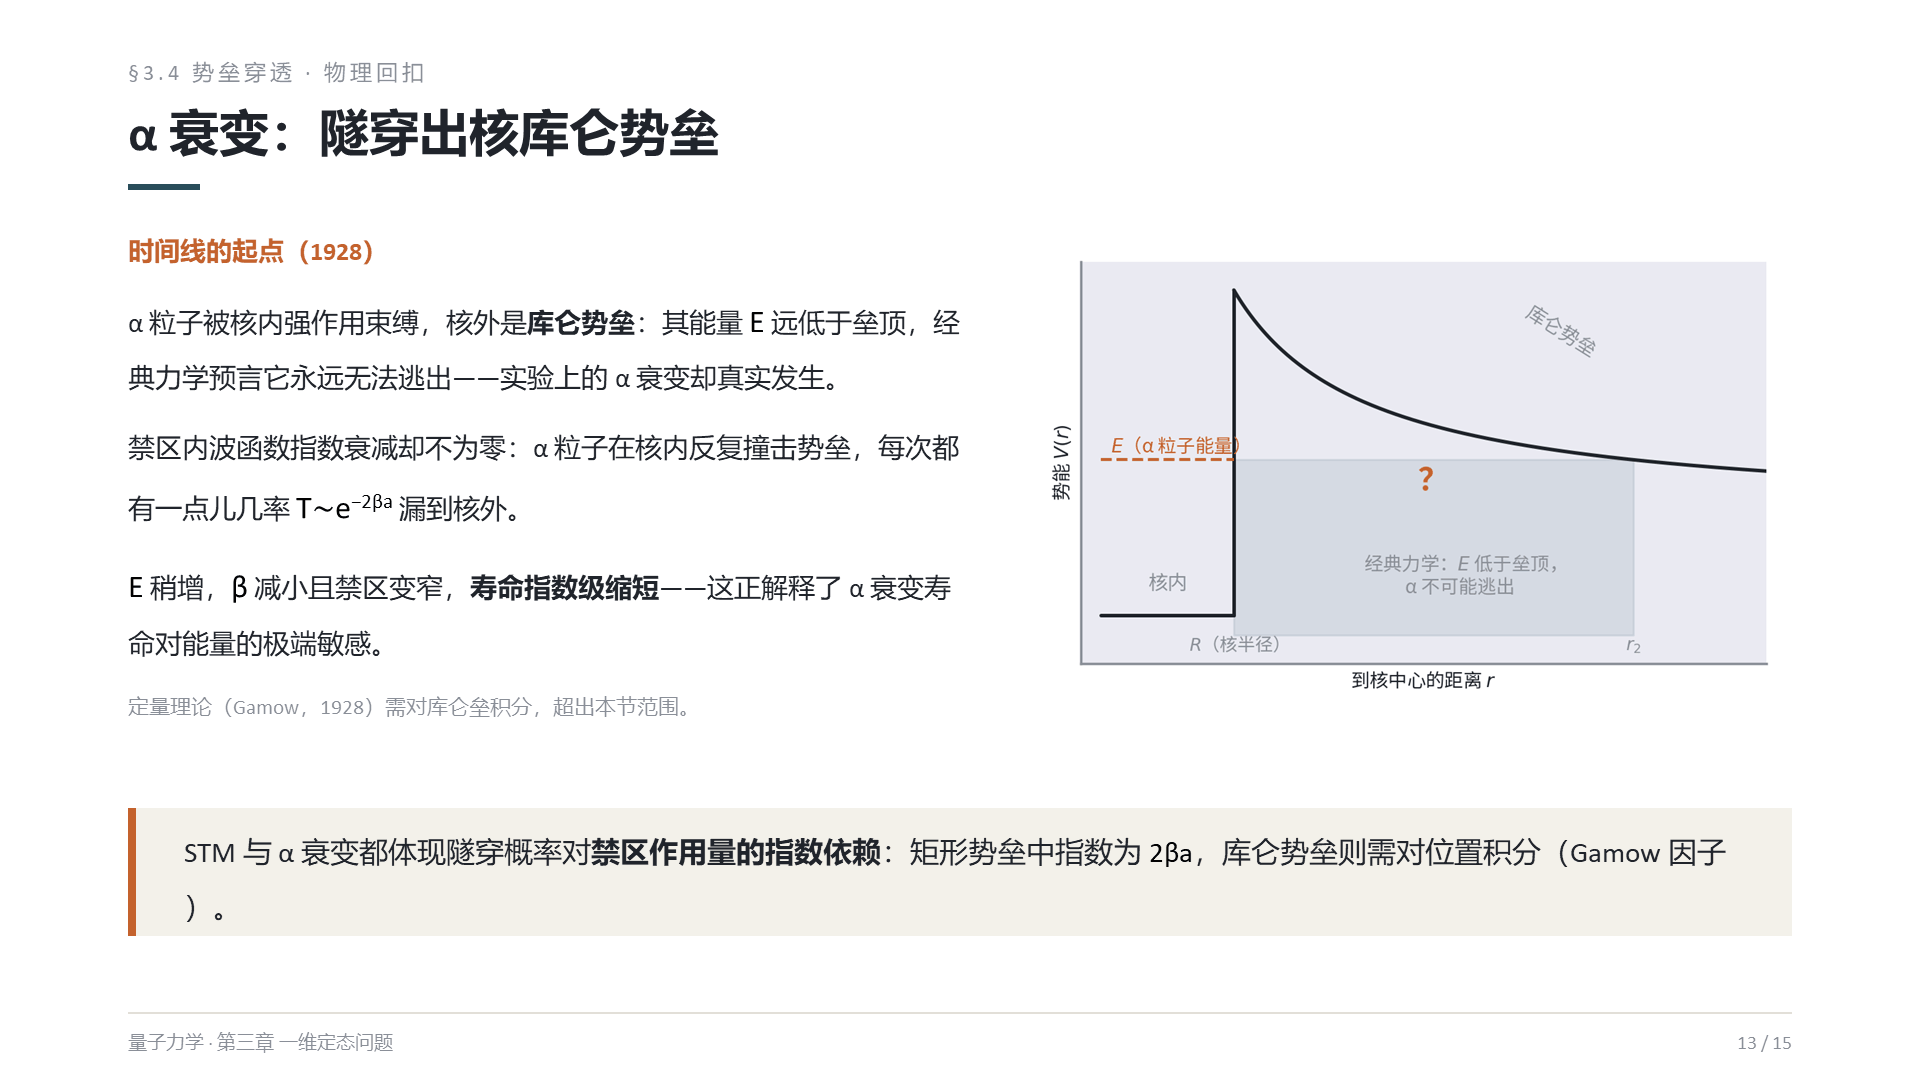 §3.4 势垒穿透 · 物理回扣
α 衰变：隧穿出核库仑势垒
时间线的起点（1928）
α 粒子被核内强作用束缚，核外是库仑势垒：其能量 E 远低于垒顶，经
典力学预言它永远无法逃出——实验上的 α 衰变却真实发生。
禁区内波函数指数衰减却不为零：α 粒子在核内反复撞击势垒，每次都
有一点儿几率 T∼e⁻²ᵝᵃ 漏到核外。
E 稍增，β 减小且禁区变窄，寿命指数级缩短——这正解释了 α 衰变寿
命对能量的极端敏感。
定量理论（Gamow，1928）需对库仑垒积分，超出本节范围。
库仑势垒
势能 V(r)
E（α 粒子能量）
?
经典力学：E 低于垒顶，
α 不可能逃出
核内
R（核半径）
r₂
到核中心的距离 r
STM 与 α 衰变都体现隧穿概率对禁区作用量的指数依赖：矩形势垒中指数为 2βa，库仑势垒则需对位置积分（Gamow 因子
）。
量子力学 · 第三章 一维定态问题
13 / 15